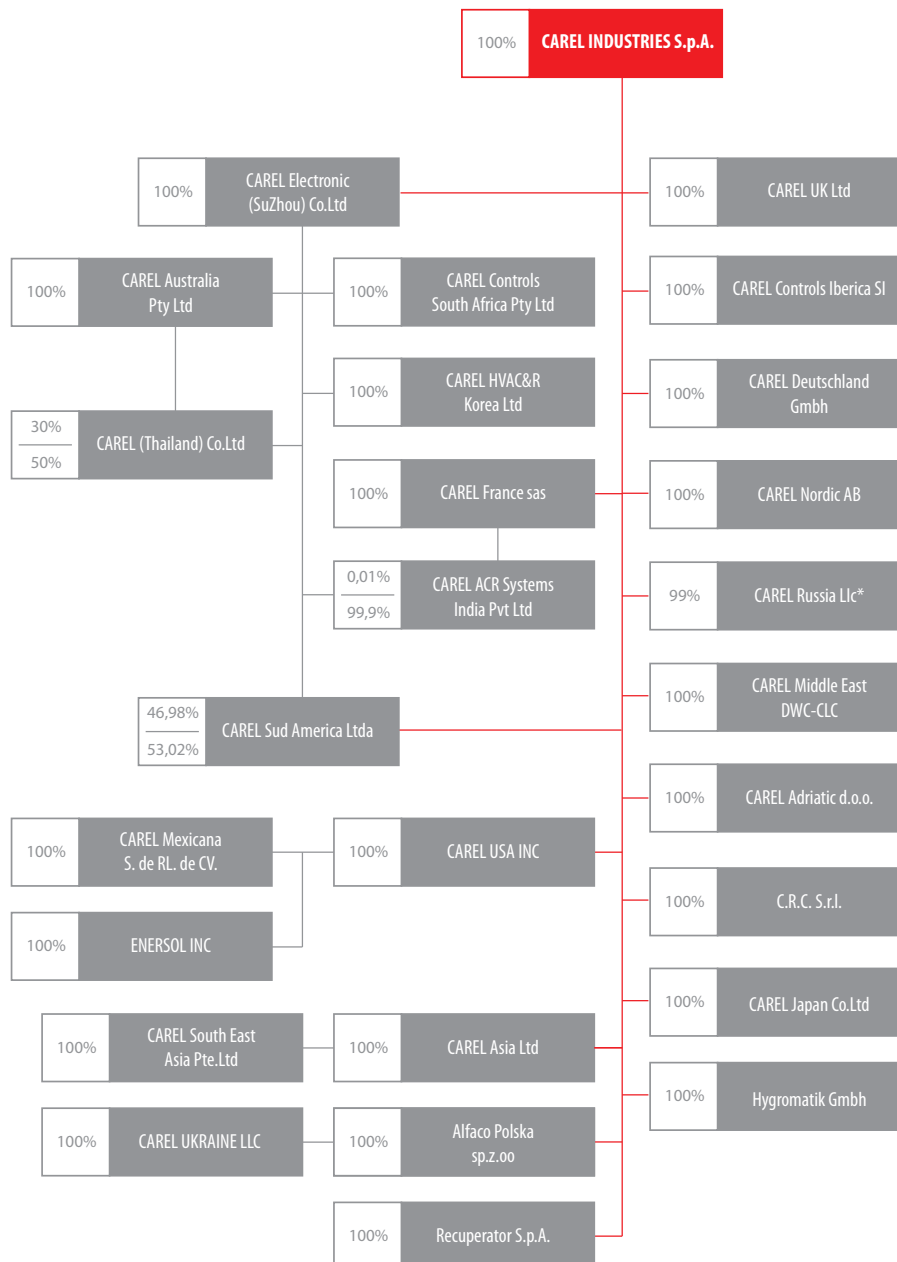 100%
CAREL INDUSTRIES S.p.A.
100%
CAREL Electronic
(SuZhou) Co.Ltd
100%
CAREL UK Ltd
100%
CAREL Australia
Pty Ltd
100%
CAREL Controls
South Africa Pty Ltd
100%
CAREL Controls Iberica Sl
100%
CAREL HVAC&R
Korea Ltd
100%
CAREL Deutschland
Gmbh
30%
50%
CAREL (Thailand) Co.Ltd
100%
CAREL France sas
100%
CAREL Nordic AB
0,01%
99,9%
CAREL ACR Systems
India Pvt Ltd
99%
CAREL Russia Llc*
46,98%
53,02%
CAREL Sud America Ltda
100%
CAREL Middle East
DWC-CLC
100%
CAREL Adriatic d.o.o.
100%
CAREL Mexicana
S. de RL. de CV.
100%
CAREL USA INC
100%
C.R.C. S.r.l.
100%
ENERSOL INC
100%
CAREL Japan Co.Ltd
100%
CAREL South East
Asia Pte.Ltd
100%
CAREL Asia Ltd
100%
Hygromatik Gmbh
100%
CAREL UKRAINE LLC
100%
Alfaco Polska
sp.z.oo
100%
Recuperator S.p.A.